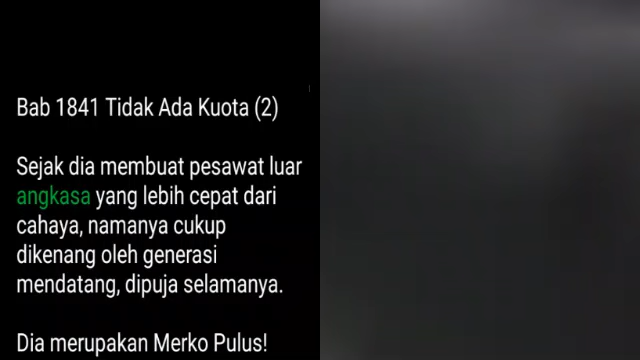 Bab 1841 Tidak Ada Kuota (2)
Sejak dia membuat pesawat luar
angkasa yang lebih cepat dari
cahaya, namanya cukup
dikenang oleh generasi
mendatang, dipuja selamanya.
Dia merupakan Merko Pulus!